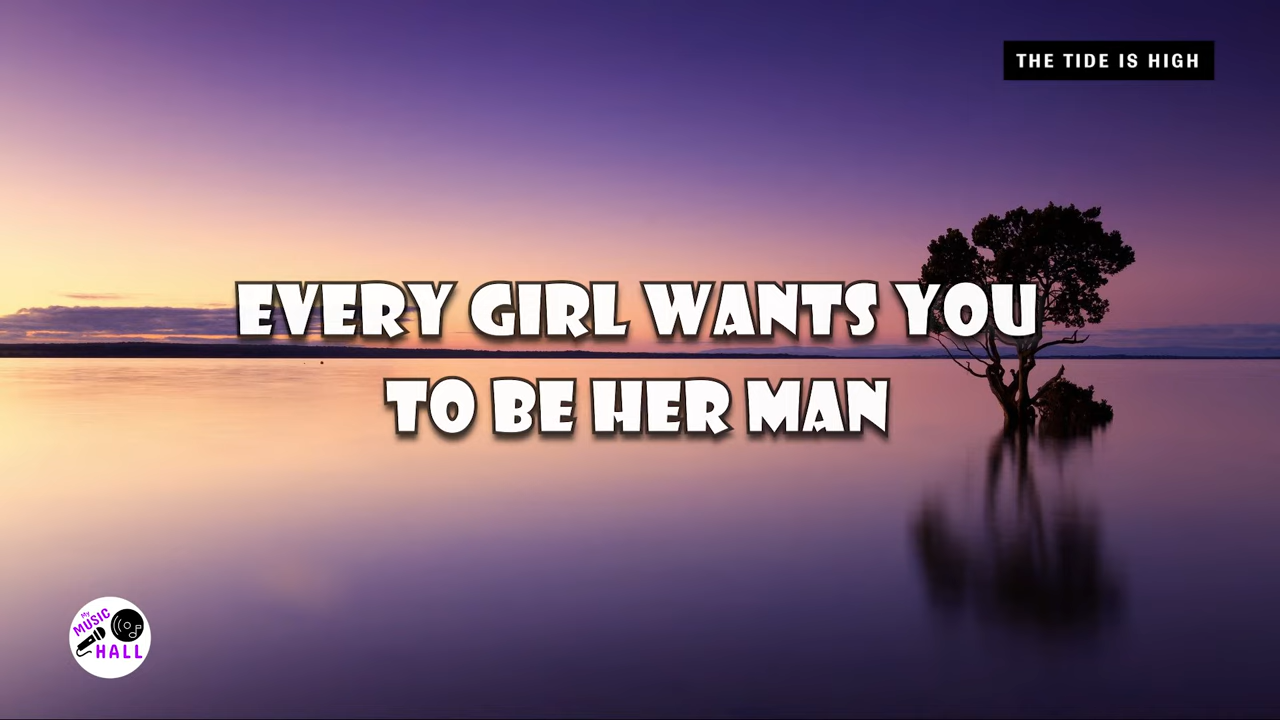 THE TIDE IS HIGH
EVERY GIRL WANTS YOU
TO BE HER MAN
My
MUSIC
HALL